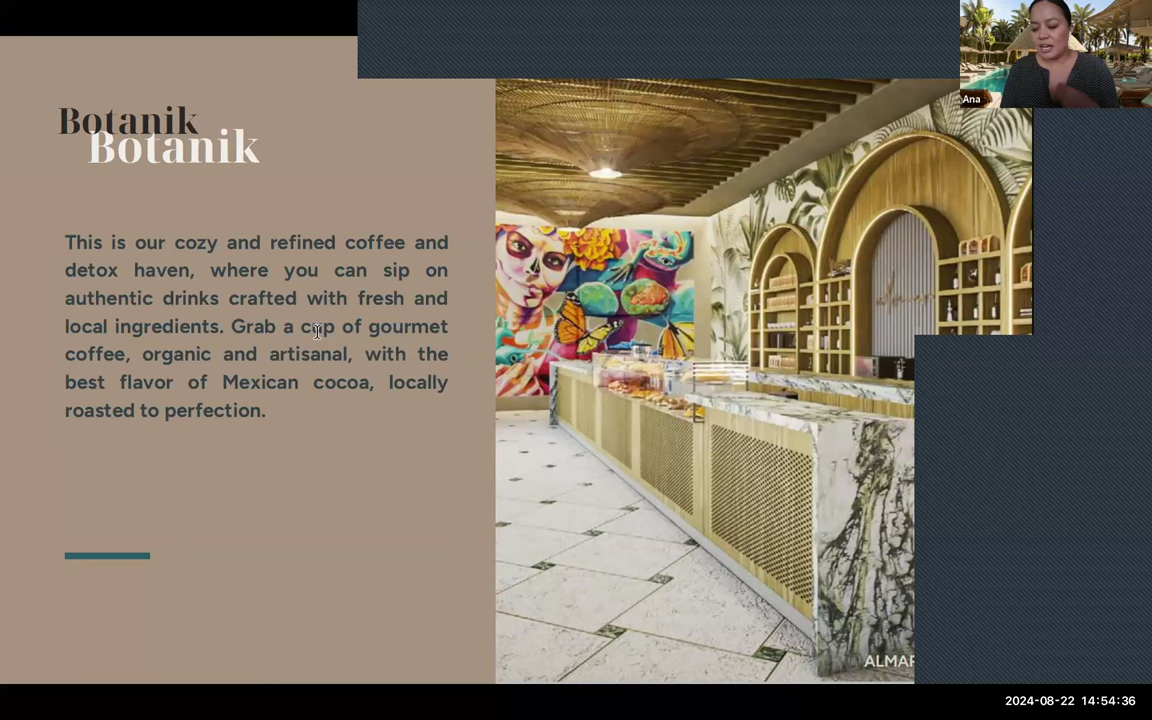 Ana
Botanik
Botanik
This is our cozy and refined coffee and
detox haven, where you can sip on
authentic drinks crafted with fresh and
local ingredients. Grab a cup of gourmet
coffee, organic and artisanal, with the
best flavor of Mexican cocoa, locally
roasted to perfection.
ALMAR
2024-08-22 14:54:36